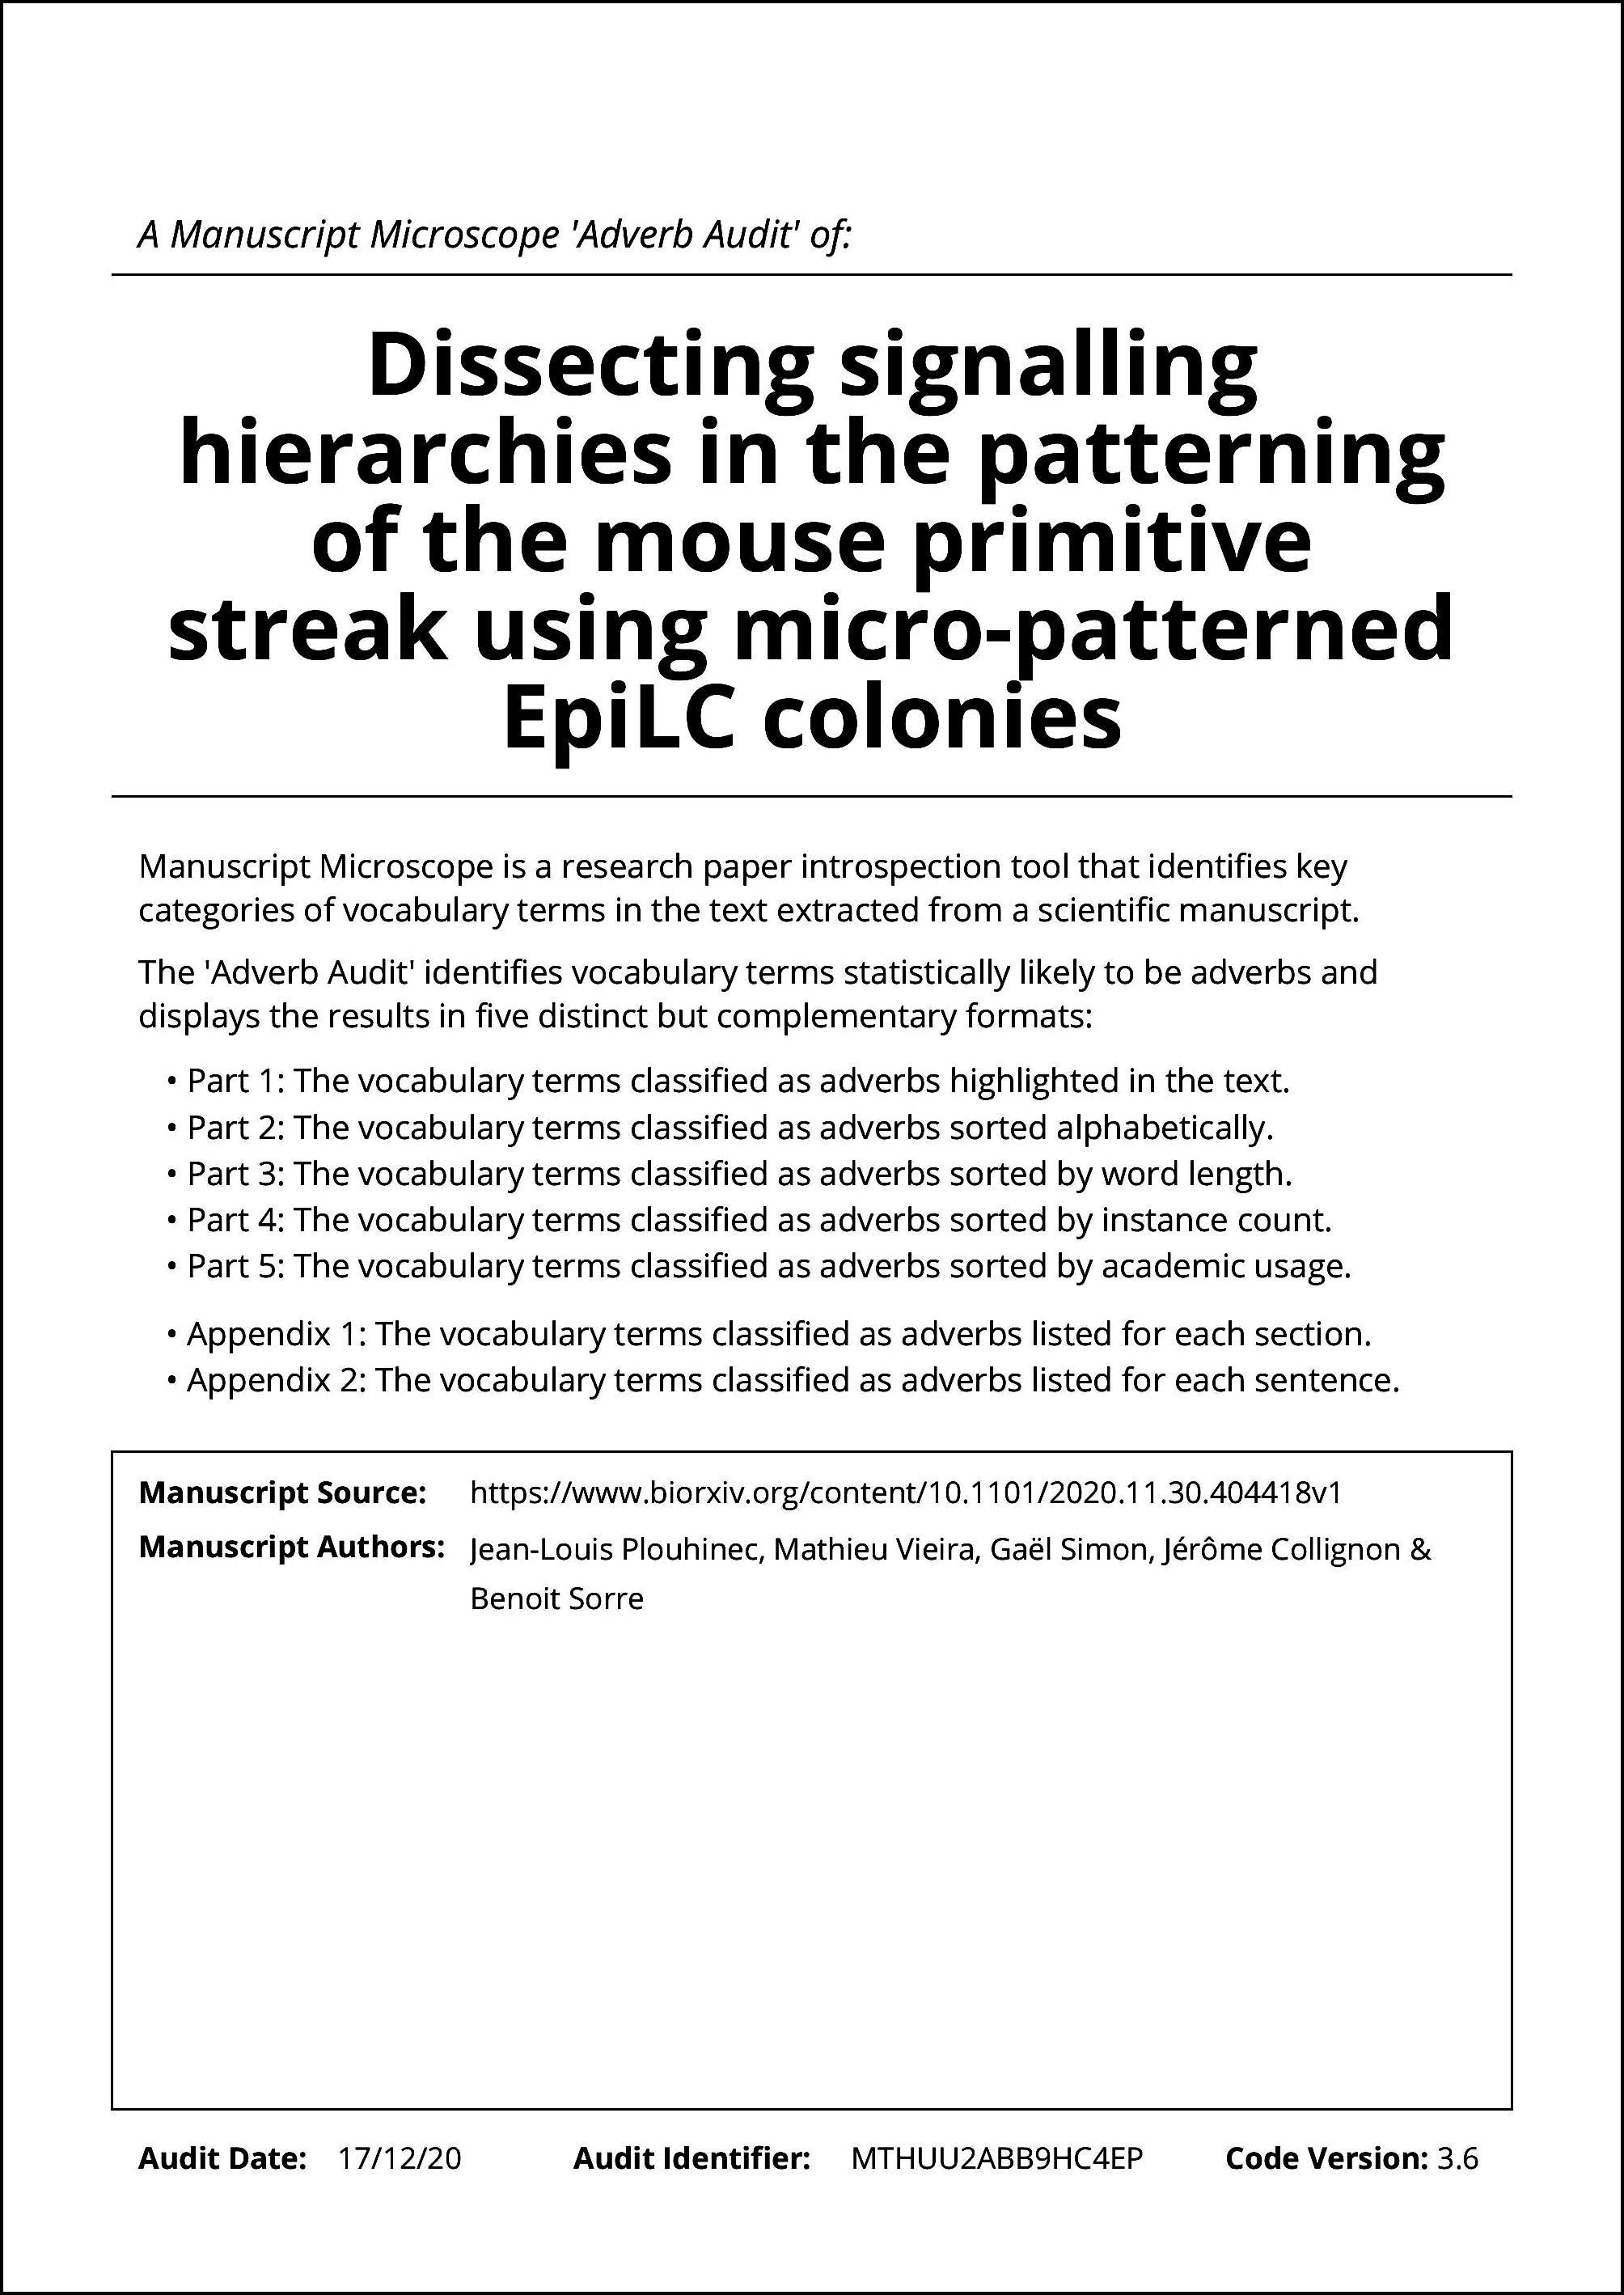 A Manuscript Microscope 'Adverb Audit' of:
Dissecting signalling
hierarchies in the patterning
of the mouse primitive
streak using micro-patterned
EpiLC colonies
Manuscript Microscope is a research paper introspection tool that identifies key
categories of vocabulary terms in the text extracted from a scientific manuscript.
The 'Adverb Audit' identifies vocabulary terms statistically likely to be adverbs and
displays the results in five distinct but complementary formats:
• Part 1: The vocabulary terms classified as adverbs highlighted in the text.
• Part 2: The vocabulary terms classified as adverbs sorted alphabetically.
• Part 3: The vocabulary terms classified as adverbs sorted by word length.
• Part 4: The vocabulary terms classified as adverbs sorted by instance count.
• Part 5: The vocabulary terms classified as adverbs sorted by academic usage.
• Appendix 1: The vocabulary terms classified as adverbs listed for each section.
• Appendix 2: The vocabulary terms classified as adverbs listed for each sentence.
Manuscript Source: https://www.biorxiv.org/content/10.1101/2020.11.30.404418v1
Manuscript Authors: Jean-Louis Plouhinec, Mathieu Vieira, Gaël Simon, Jérôme Collignon &
Benoit Sorre
Audit Date: 17/12/20 Audit Identifier: MTHUU2ABB9HC4EP Code Version: 3.6